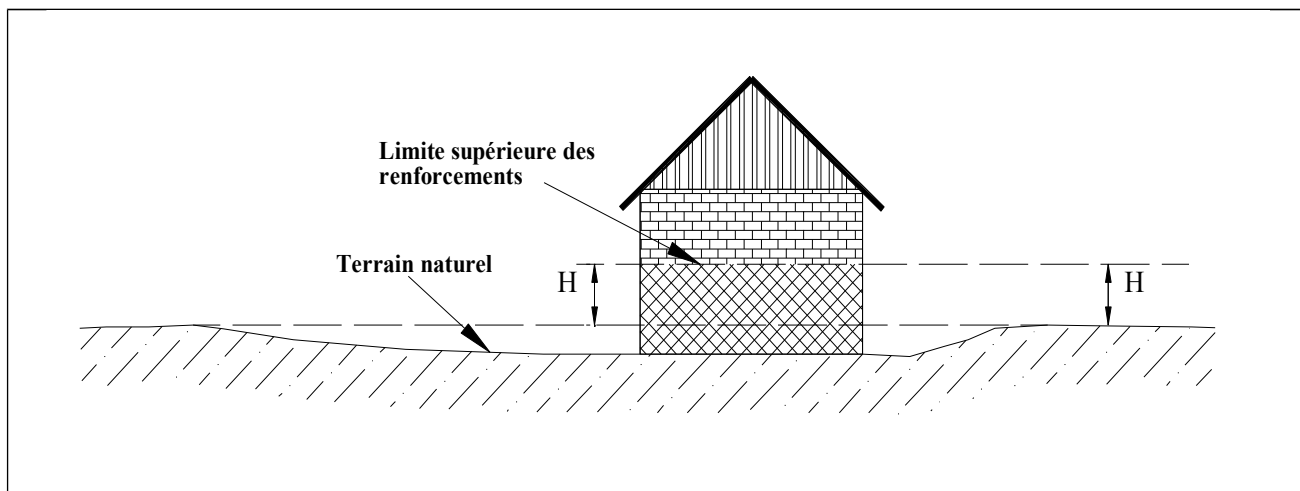 Limite supérieure des
renforcements
Terrain naturel
H
H